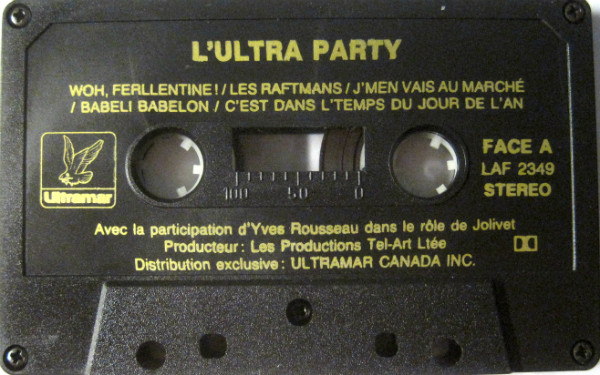 L'ULTRA PARTY
WOH, FERLLENTINE! / LES RAFTMANS / J'MEN VAIS AU MARCHÉ
/ BABELI BABELON / C'EST DANS L'TEMPS DU JOUR DE L'AN
FACE A
LAF 2349
STEREO
Ultramar
100 50 0
Avec la participation d'Yves Rousseau dans le rôle de Jolivet
Producteur: Les Productions Tel-Art Ltée
Distribution exclusive: ULTRAMAR CANADA INC.